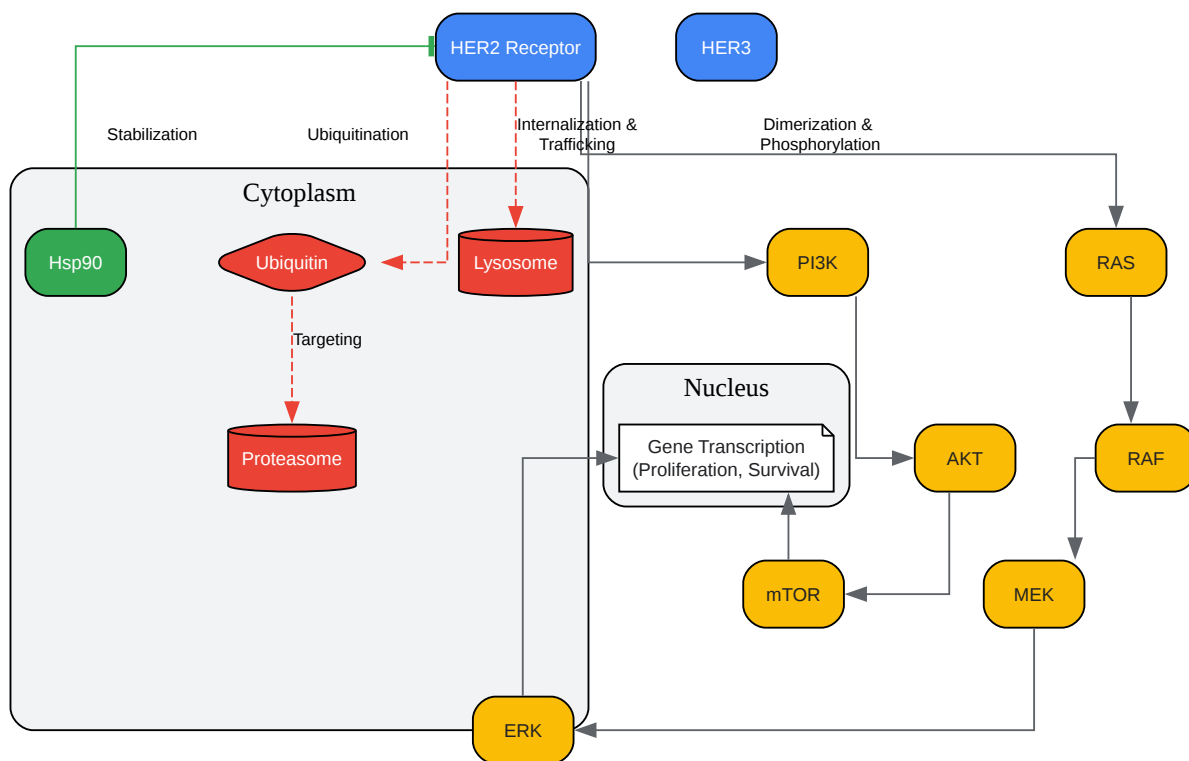 HER2 Receptor
HER3
Stabilization
Ubiquitination
Internalization &
Trafficking
Dimerization &
Phosphorylation
Cytoplasm
Hsp90
Ubiquitin
Lysosome
PI3K
RAS
Targeting
Nucleus
Proteasome
Gene Transcription
(Proliferation, Survival)
AKT
RAF
mTOR
MEK
ERK